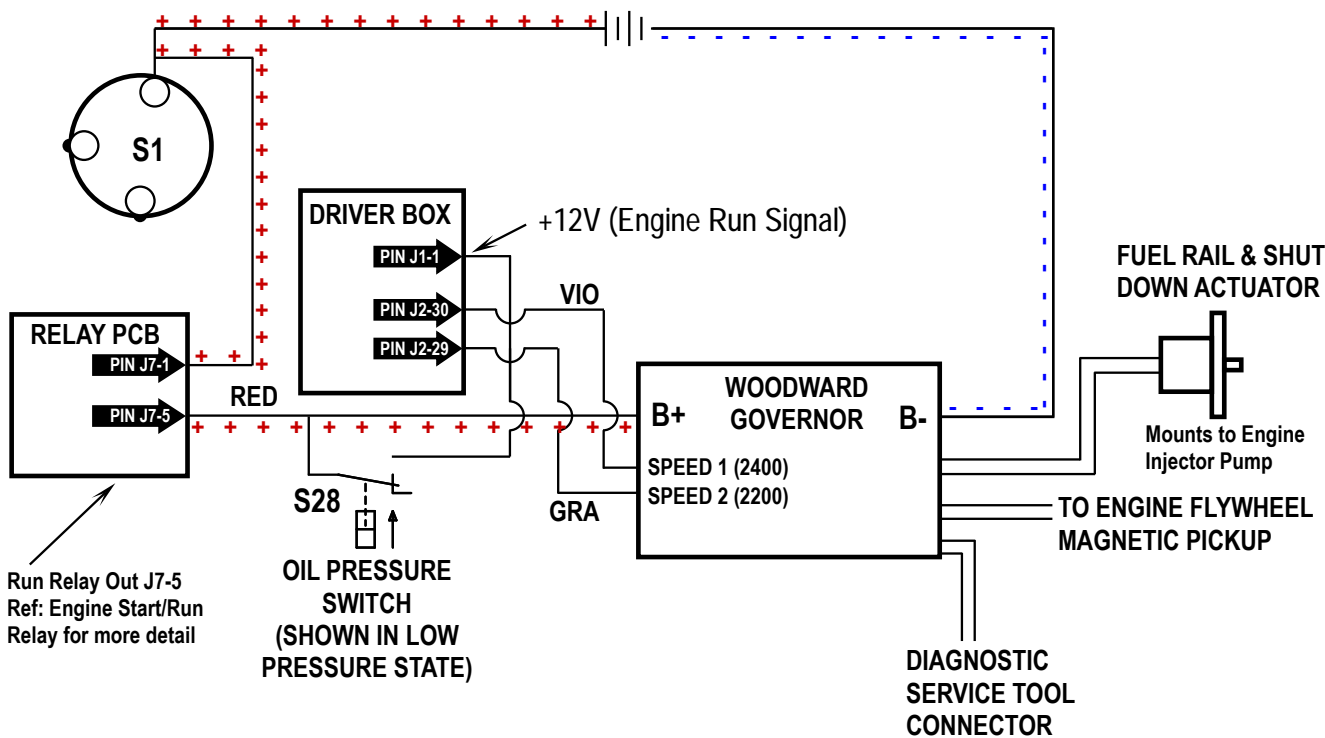 S1
DRIVER BOX
PIN J1-1
PIN J2-30
PIN J2-29
+12V (Engine Run Signal)
VIO
GRA
RELAY PCB
PIN J7-1
PIN J7-5
RED
Run Relay Out J7-5
Ref: Engine Start/Run
Relay for more detail
S28
OIL PRESSURE
SWITCH
(SHOWN IN LOW
PRESSURE STATE)
WOODWARD
GOVERNOR
B+
B-
SPEED 1 (2400)
SPEED 2 (2200)
FUEL RAIL & SHUT
DOWN ACTUATOR
Mounts to Engine
Injector Pump
TO ENGINE FLYWHEEL
MAGNETIC PICKUP
DIAGNOSTIC
SERVICE TOOL
CONNECTOR